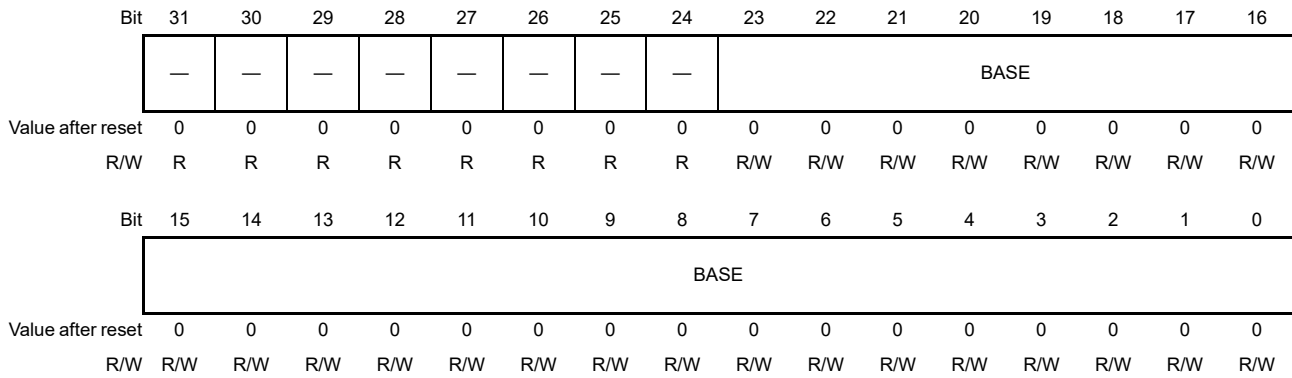 Bit 31 30 29 28 27 26 25 24 23 22 21 20 19 18 17 16
— — — — — — — — BASE
Value after reset 0 0 0 0 0 0 0 0 0 0 0 0 0 0 0 0
R/W R R R R R R R R R/W R/W R/W R/W R/W R/W R/W R/W
Bit 15 14 13 12 11 10 9 8 7 6 5 4 3 2 1 0
BASE
Value after reset 0 0 0 0 0 0 0 0 0 0 0 0 0 0 0 0
R/W R/W R/W R/W R/W R/W R/W R/W R/W R/W R/W R/W R/W R/W R/W R/W R/W